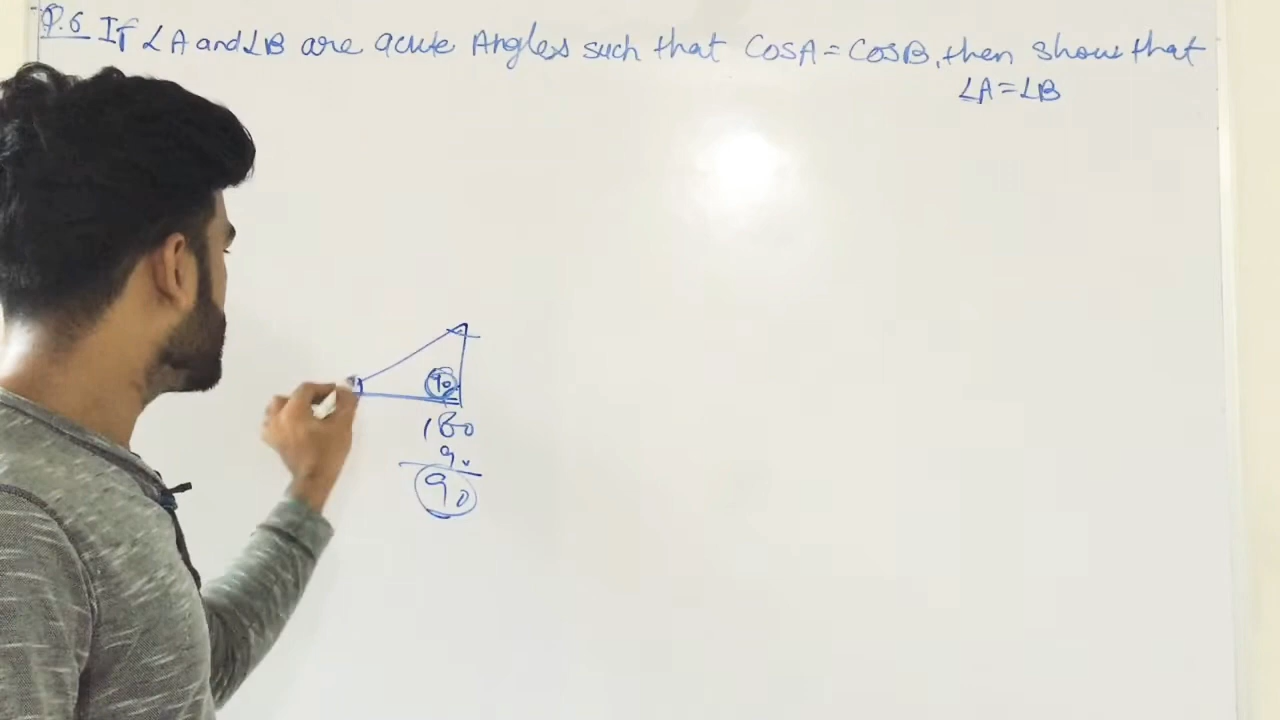 Q.6 If ∠A and ∠B are acute Angles such that CosA = CosB, then show that
∠A = ∠B
90
180
90
90